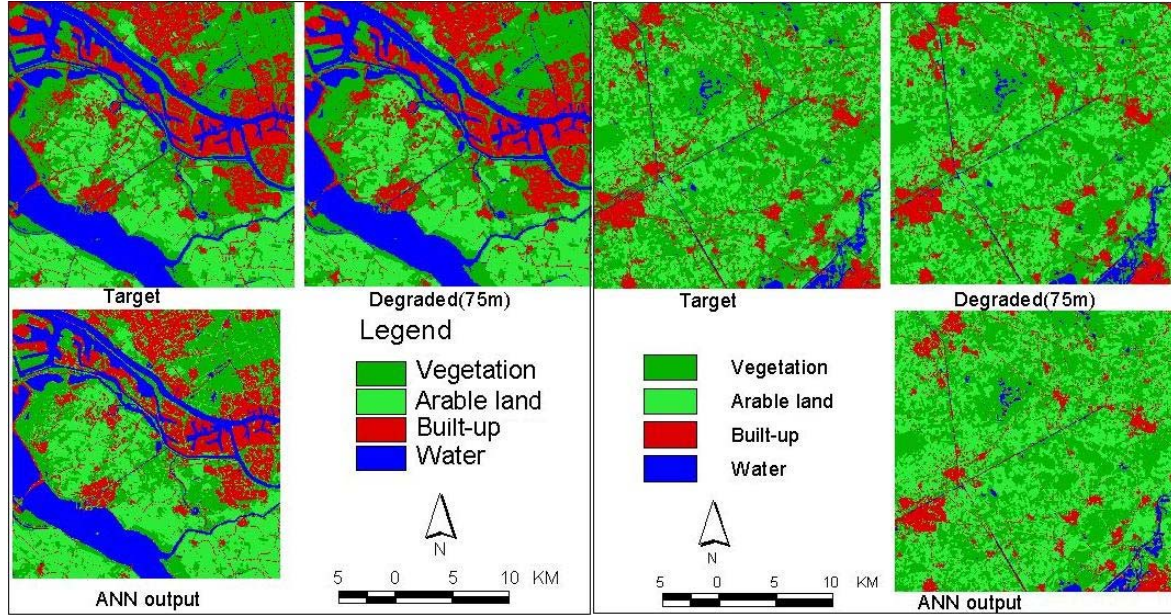 Target
Degraded(75m)
Legend
Vegetation
Arable land
Built-up
Water
N
5 0 5 10 KM
ANN output
Target
Degraded(75m)
Vegetation
Arable land
Built-up
Water
N
5 0 5 10 KM
ANN output